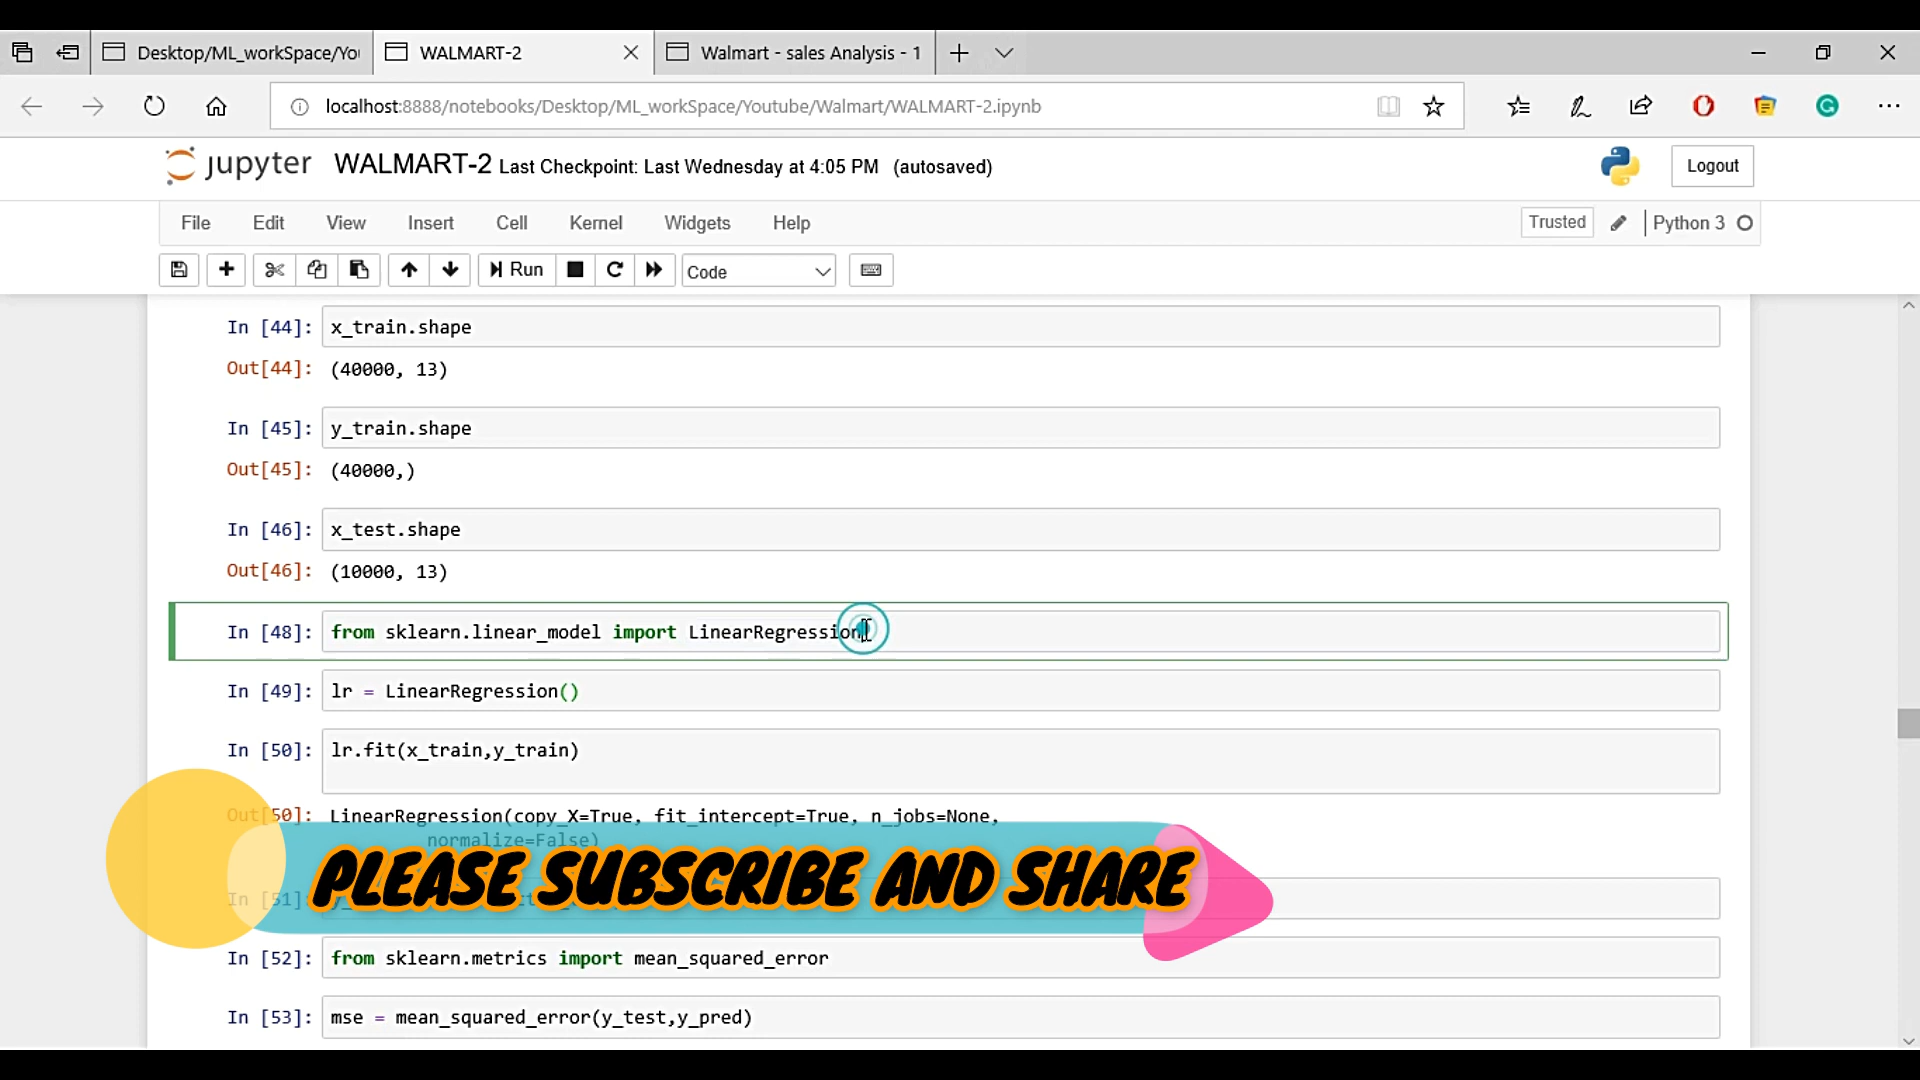 Desktop/ML_workSpace/You
WALMART-2
Walmart - sales Analysis - 1
localhost:8888/notebooks/Desktop/ML_workSpace/Youtube/Walmart/WALMART-2.ipynb
jupyter WALMART-2 Last Checkpoint: Last Wednesday at 4:05 PM (autosaved)
Logout
File Edit View Insert Cell Kernel Widgets Help
Trusted Python 3
Run Code
In [44]: x_train.shape
Out[44]: (40000, 13)
In [45]: y_train.shape
Out[45]: (40000,)
In [46]: x_test.shape
Out[46]: (10000, 13)
In [48]: from sklearn.linear_model import LinearRegression
In [49]: lr = LinearRegression()
In [50]: lr.fit(x_train,y_train)
Out[50]: LinearRegression(copy_X=True, fit_intercept=True, n_jobs=None,
normalize=False)
PLEASE SUBSCRIBE AND SHARE
In [51]:
In [52]: from sklearn.metrics import mean_squared_error
In [53]: mse = mean_squared_error(y_test,y_pred)